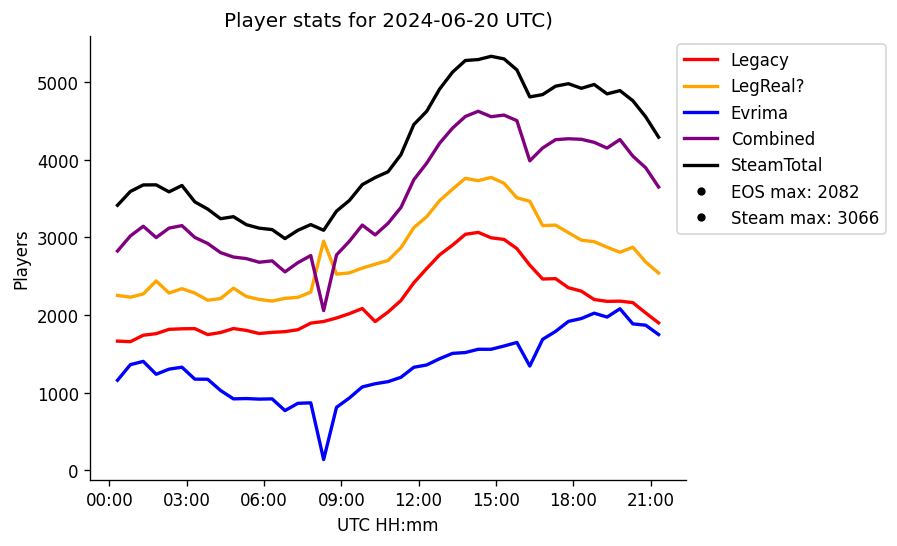 Player stats for 2024-06-20 UTC)
Legacy
LegReal?
Evrima
Combined
SteamTotal
EOS max: 2082
Steam max: 3066
Players
5000
4000
3000
2000
1000
0
00:00 03:00 06:00 09:00 12:00 15:00 18:00 21:00
UTC HH:mm